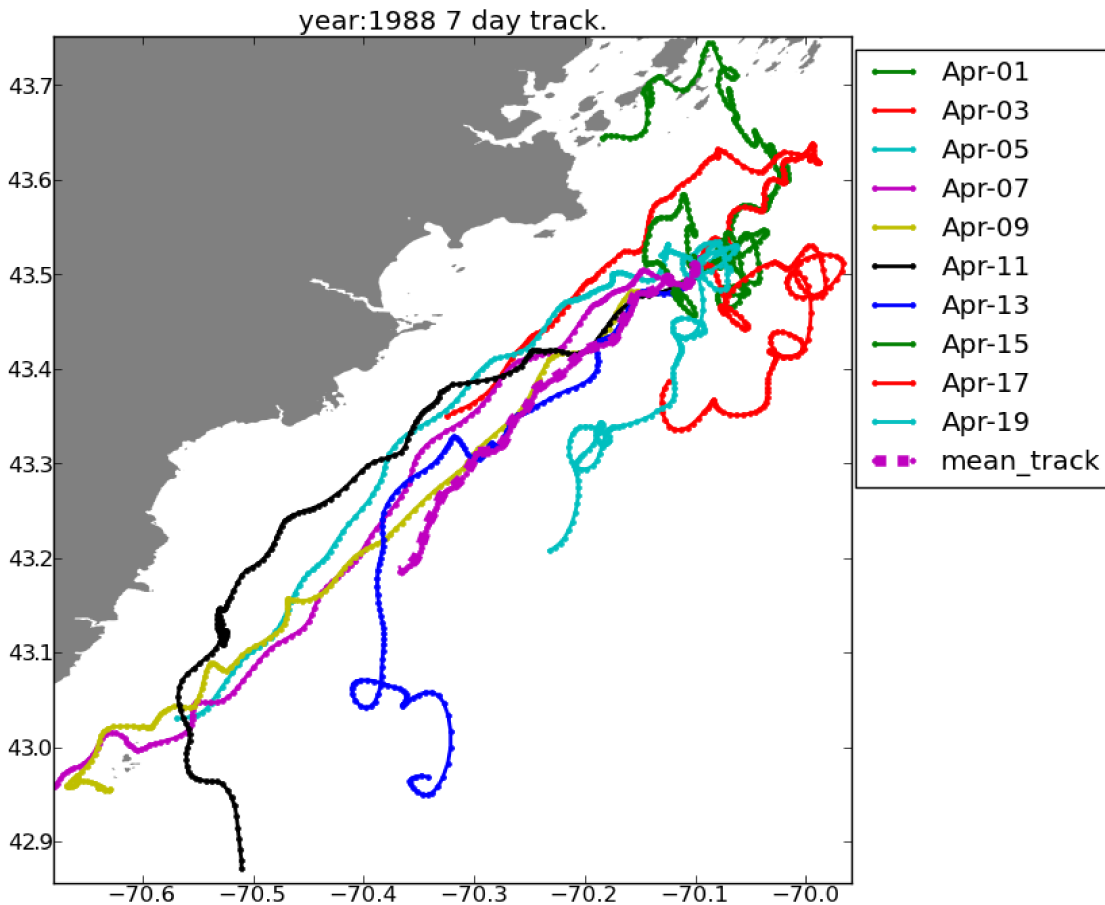 year:1988 7 day track.
43.7
43.6
43.5
43.4
43.3
43.2
43.1
43.0
42.9
−70.6
−70.5
−70.4
−70.3
−70.2
−70.1
−70.0
Apr-01
Apr-03
Apr-05
Apr-07
Apr-09
Apr-11
Apr-13
Apr-15
Apr-17
Apr-19
mean_track